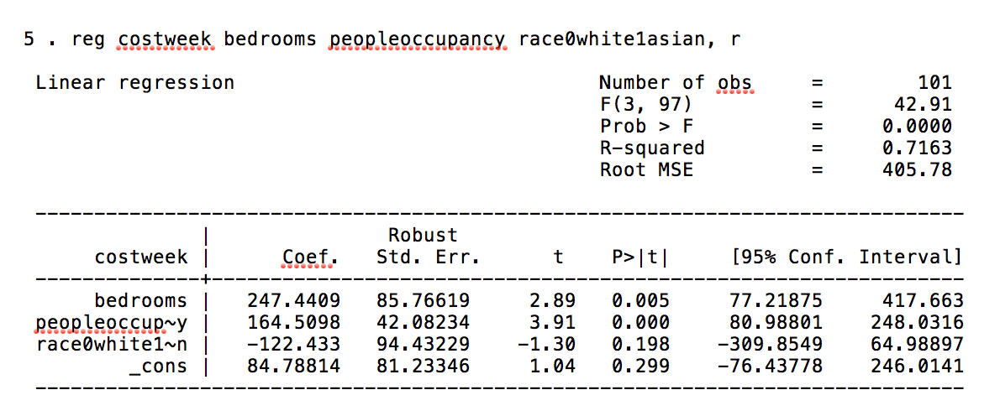 5 . reg costweek bedrooms peopleoccupancy race0white1asian, r
Linear regression Number of obs = 101
F(3, 97) = 42.91
Prob > F = 0.0000
R-squared = 0.7163
Root MSE = 405.78
------------------------------------------------------------------------------
| Robust
costweek | Coef. Std. Err. t P>|t| [95% Conf. Interval]
-------------+----------------------------------------------------------------
bedrooms | 247.4409 85.76619 2.89 0.005 77.21875 417.663
peopleoccup~y | 164.5098 42.08234 3.91 0.000 80.98801 248.0316
race0white1~n | -122.433 94.43229 -1.30 0.198 -309.8549 64.98897
_cons | 84.78814 81.23346 1.04 0.299 -76.43778 246.0141
------------------------------------------------------------------------------